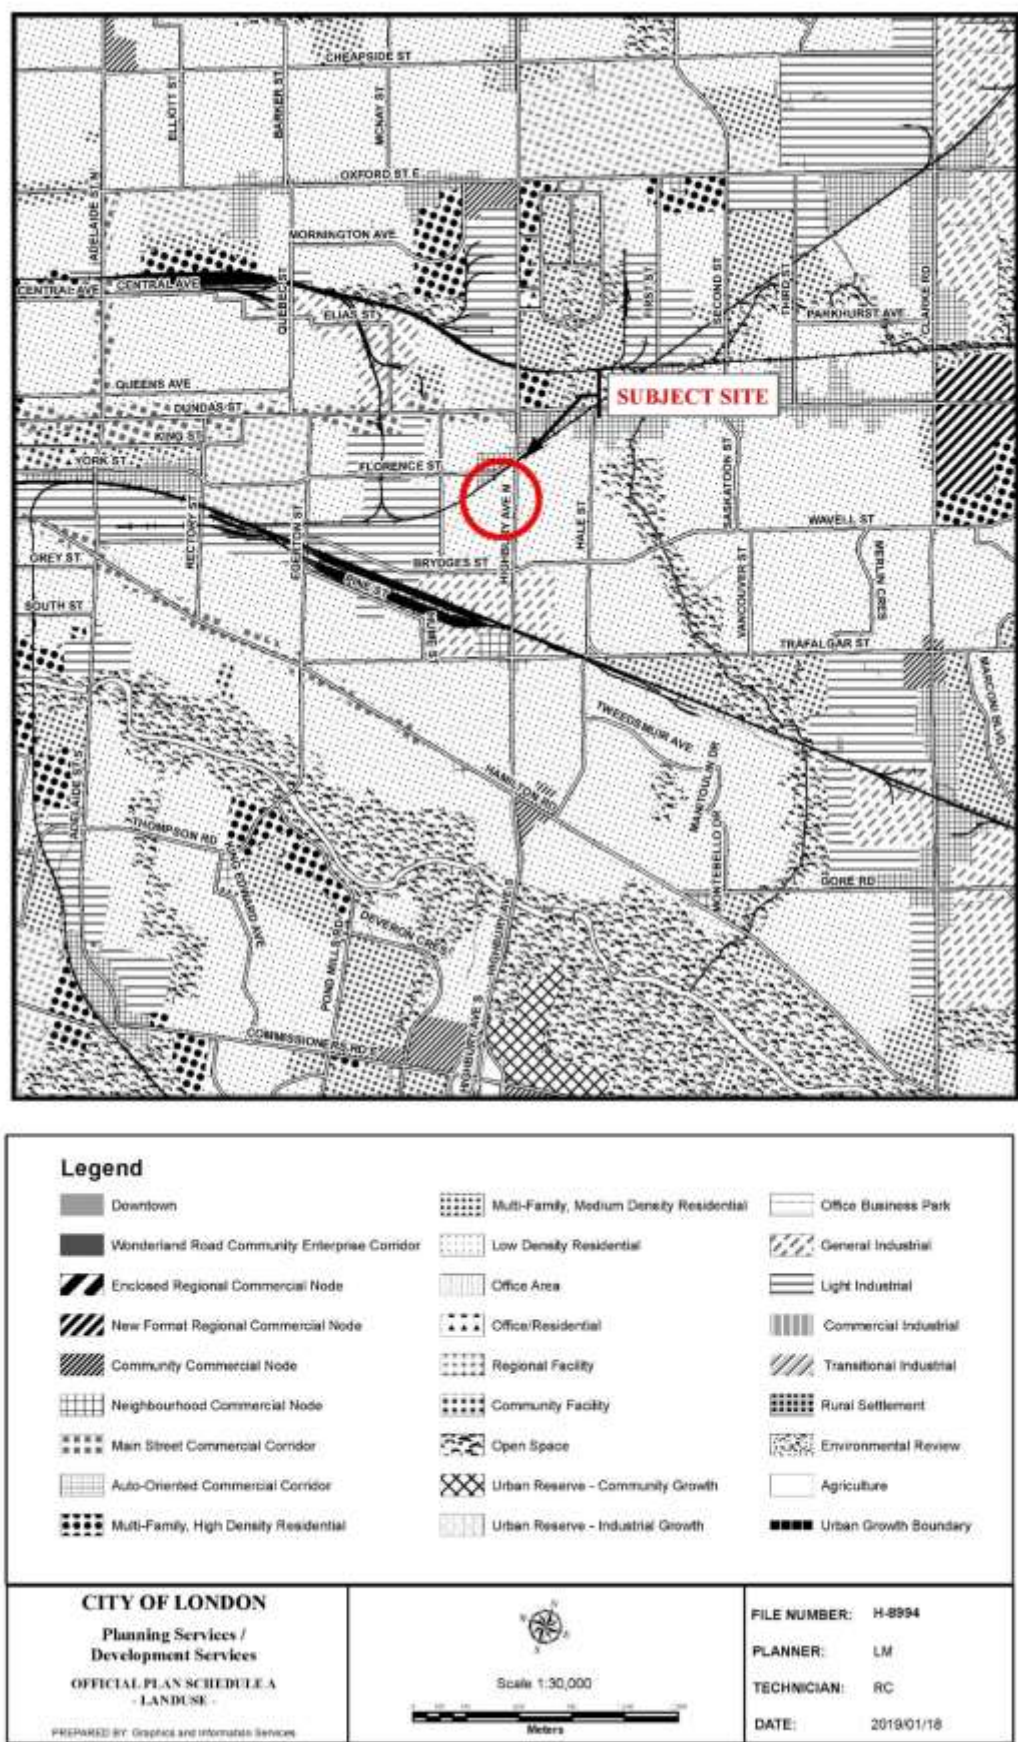 CHEAPSIDE ST
ELLIOTT ST
BARKER ST
MCNAY ST
OXFORD ST E
ADELAIDE ST N
MORNINGTON AVE
CENTRAL AVE
CENTRAL AVE
QUEBEC ST
ELIAS ST
FIRST ST
SECOND ST
THIRD ST
PARKHURST AVE
CLARKE RD
QUEENS AVE
DUNDAS ST
SUBJECT SITE
KING ST
YORK ST
FLORENCE ST
HIGHBURY AVE N
HALE ST
SASKATOON ST
WAVELL ST
RECTORY ST
EGERTON ST
GREY ST
BRYDGES ST
PINE ST
VANCOUVER ST
MERLIN CRES
SOUTH ST
TRAFALGAR ST
MARCONI BLVD
TWEEDSMUIR AVE
MANITOULIN DR
HAMILTON RD
ADELAIDE ST S
THOMPSON RD
KING EDWARD AVE
MONTEBELLO DR
GORE RD
DEVERON CRES
POND MILLS RD
HIGHBURY AVE S
COMMISSIONERS RD E
Legend
Downtown
Wonderland Road Community Enterprise Corridor
Enclosed Regional Commercial Node
New Format Regional Commercial Node
Community Commercial Node
Neighbourhood Commercial Node
Main Street Commercial Corridor
Auto-Oriented Commercial Corridor
Multi-Family, High Density Residential
Multi-Family, Medium Density Residential
Low Density Residential
Office Area
Office/Residential
Regional Facility
Community Facility
Open Space
Urban Reserve - Community Growth
Urban Reserve - Industrial Growth
Office Business Park
General Industrial
Light Industrial
Commercial Industrial
Transitional Industrial
Rural Settlement
Environmental Review
Agriculture
Urban Growth Boundary
CITY OF LONDON
Planning Services /
Development Services
OFFICIAL PLAN SCHEDULE A
- LANDUSE -
PREPARED BY: Graphics and Information Services
Scale 1:30,000
Meters
FILE NUMBER: H-8994
PLANNER: LM
TECHNICIAN: RC
DATE: 2019/01/18